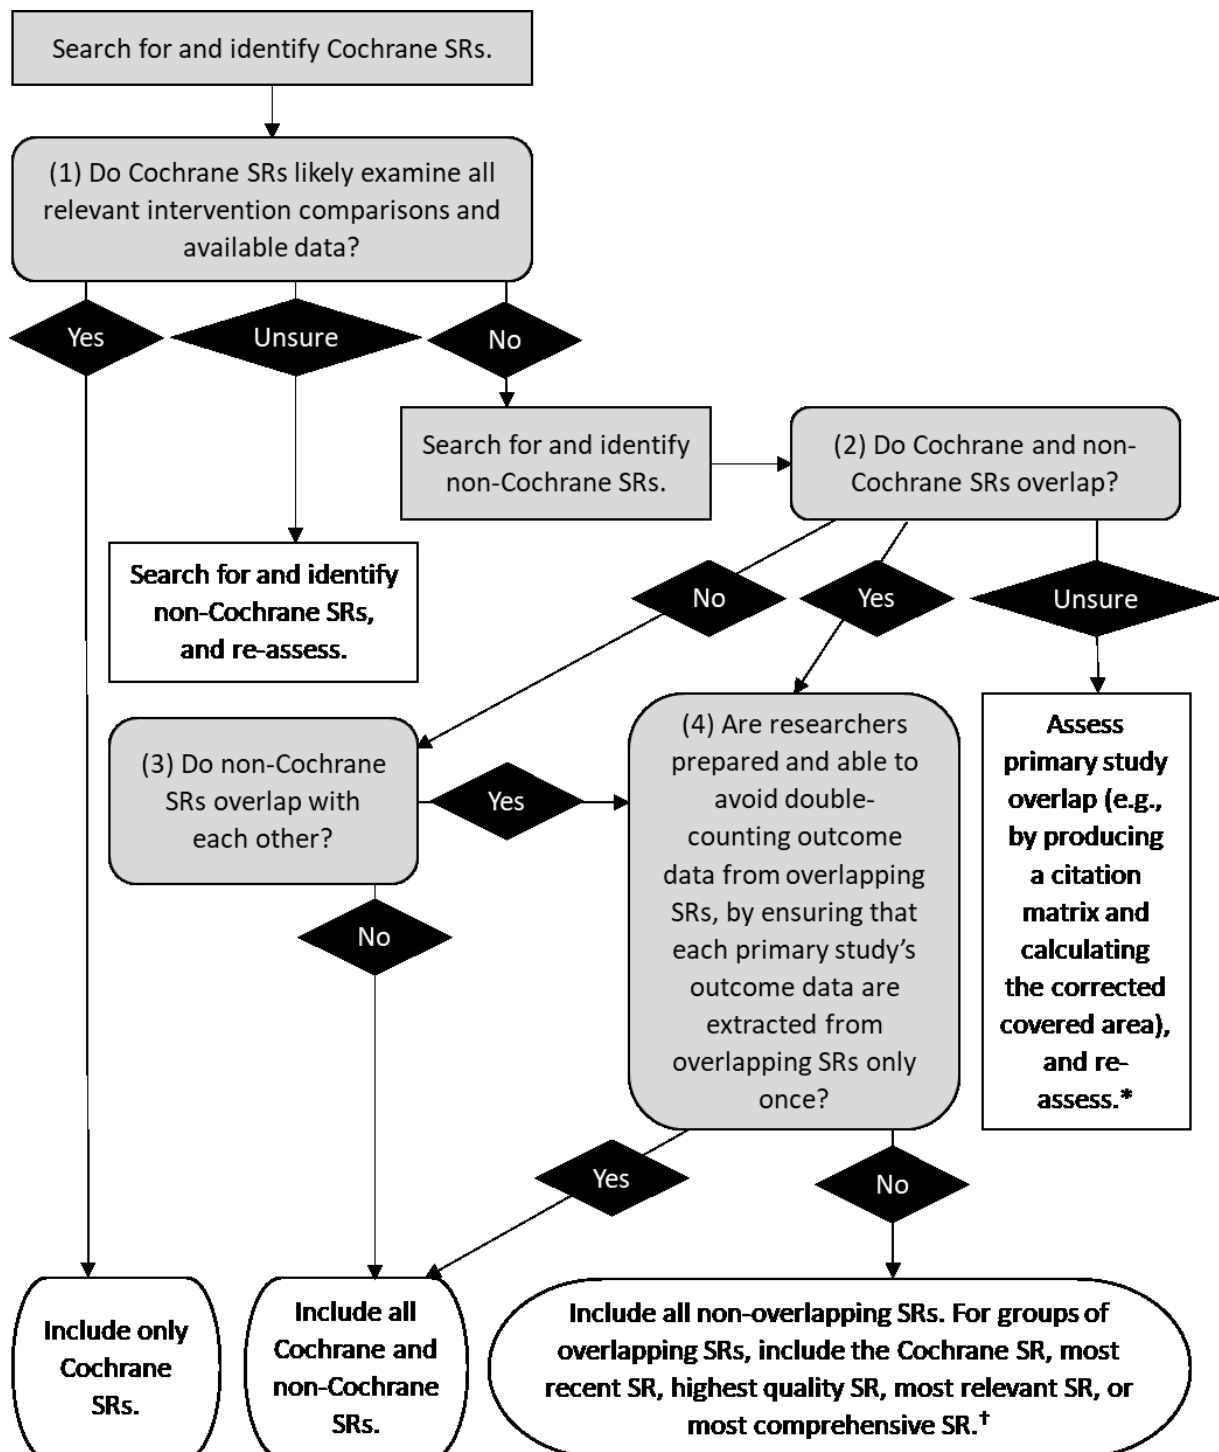 Search for and identify Cochrane SRs.
(1) Do Cochrane SRs likely examine all
relevant intervention comparisons and
available data?
Yes
Unsure
No
Search for and identify
non-Cochrane SRs.
(2) Do Cochrane and non-
Cochrane SRs overlap?
Search for and identify
non-Cochrane SRs,
and re-assess.
No
Yes
Unsure
(3) Do non-Cochrane
SRs overlap with
each other?
Yes
(4) Are researchers
prepared and able to
avoid double-
counting outcome
data from overlapping
SRs, by ensuring that
each primary study’s
outcome data are
extracted from
overlapping SRs only
once?
Assess
primary study
overlap (e.g.,
by producing
a citation
matrix and
calculating
the corrected
covered area),
and re-
assess.*
No
Yes
No
Include only
Cochrane
SRs.
Include all
Cochrane and
non-Cochrane
SRs.
Include all non-overlapping SRs. For groups of
overlapping SRs, include the Cochrane SR, most
recent SR, highest quality SR, most relevant SR, or
most comprehensive SR.†